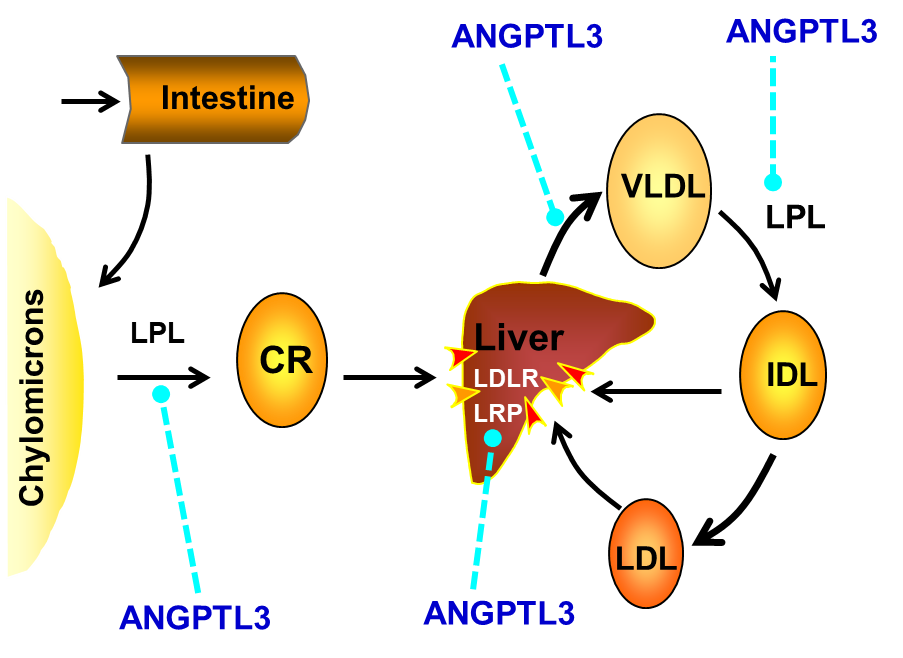 ANGPTL3
ANGPTL3
Intestine
VLDL
LPL
Chylomicrons
LPL
CR
Liver
LDLR
LRP
IDL
LDL
ANGPTL3
ANGPTL3